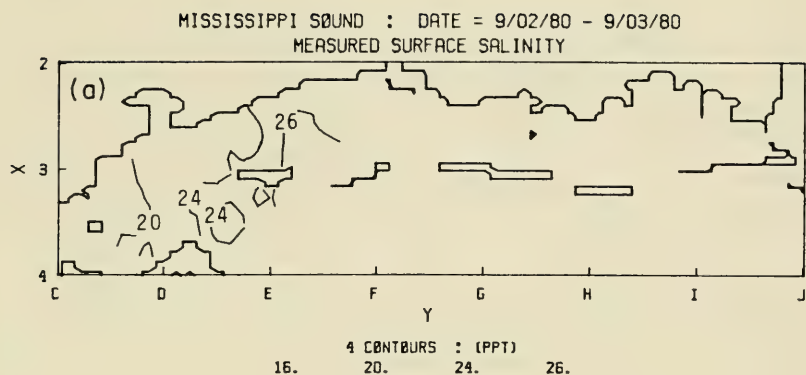 MISSISSIPPI SØUND : DATE = 9/02/80 - 9/03/80
MEASURED SURFACE SALINITY
2
(a)
26
X
3
24
24
20
4
C D E F G H I J
Y
4 CØNTØURS : (PPT)
16. 20. 24. 26.